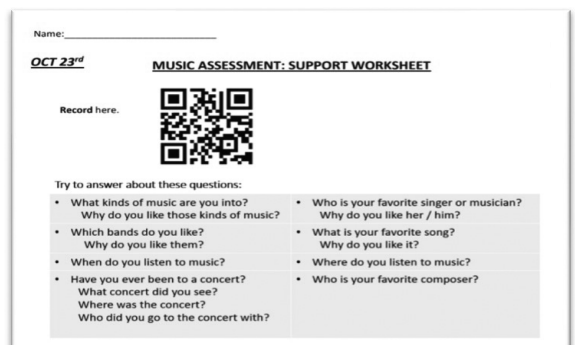 Name:____________________________
OCT 23rd
MUSIC ASSESSMENT: SUPPORT WORKSHEET
Record here.
Try to answer about these questions:
• What kinds of music are you into?
Why do you like those kinds of music?
• Who is your favorite singer or musician?
Why do you like her / him?
• Which bands do you like?
Why do you like them?
• What is your favorite song?
Why do you like it?
• When do you listen to music?
• Where do you listen to music?
• Have you ever been to a concert?
What concert did you see?
Where was the concert?
Who did you go to the concert with?
• Who is your favorite composer?